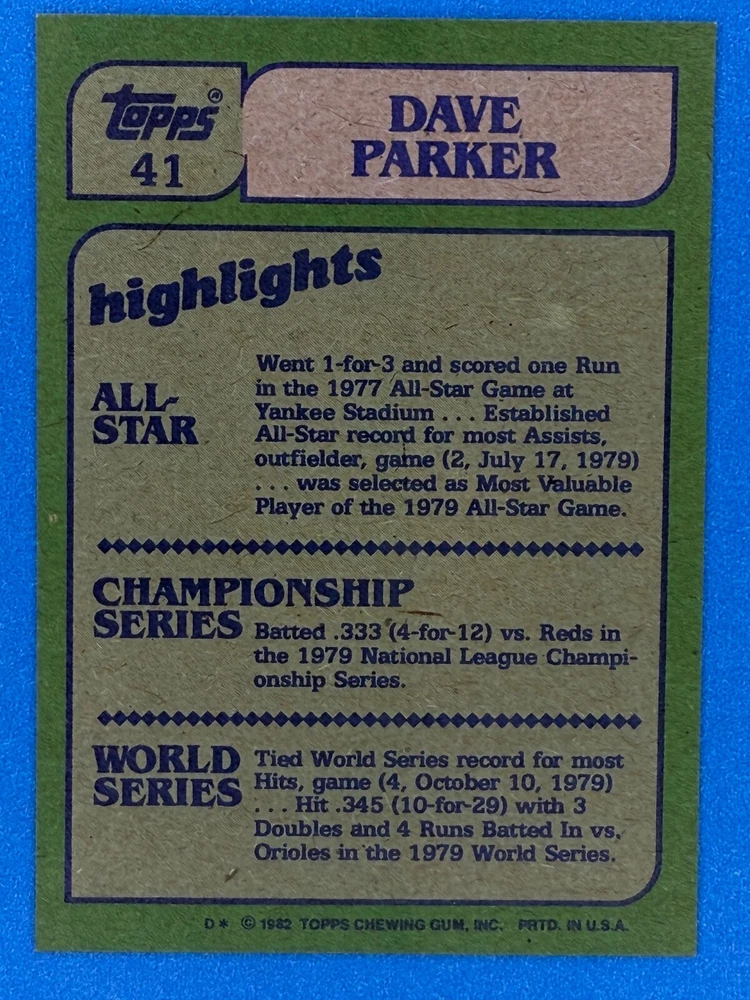 Topps®
41
DAVE
PARKER
highlights
ALL-
STAR
Went 1-for-3 and scored one Run
in the 1977 All-Star Game at
Yankee Stadium . . . Established
All-Star record for most Assists,
outfielder, game (2, July 17, 1979)
. . . was selected as Most Valuable
Player of the 1979 All-Star Game.
CHAMPIONSHIP
SERIES
Batted .333 (4-for-12) vs. Reds in
the 1979 National League Champi-
onship Series.
WORLD
SERIES
Tied World Series record for most
Hits, game (4, October 10, 1979)
. . . Hit .345 (10-for-29) with 3
Doubles and 4 Runs Batted In vs.
Orioles in the 1979 World Series.
D* © 1982 TOPPS CHEWING GUM, INC. PRTD. IN U.S.A.